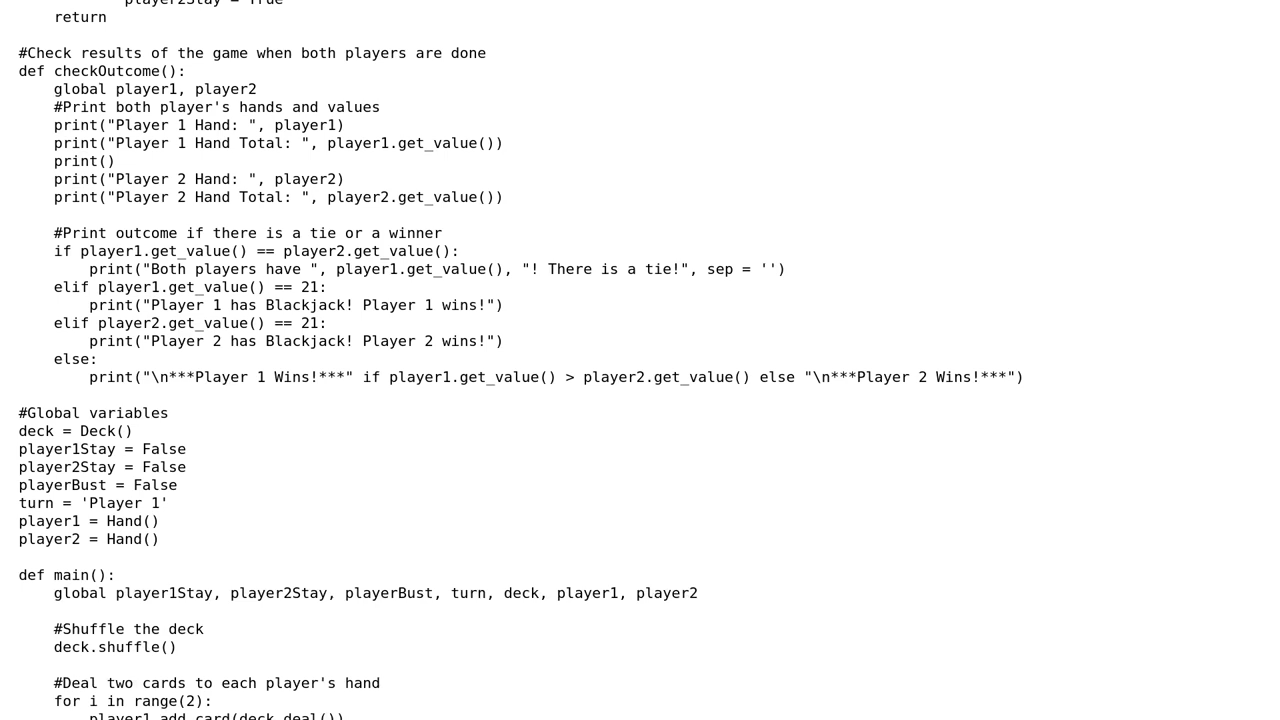 player2Stay = True
    return

#Check results of the game when both players are done
def checkOutcome():
    global player1, player2
    #Print both player's hands and values
    print("Player 1 Hand: ", player1)
    print("Player 1 Hand Total: ", player1.get_value())
    print()
    print("Player 2 Hand: ", player2)
    print("Player 2 Hand Total: ", player2.get_value())

    #Print outcome if there is a tie or a winner
    if player1.get_value() == player2.get_value():
        print("Both players have ", player1.get_value(), "! There is a tie!", sep = '')
    elif player1.get_value() == 21:
        print("Player 1 has Blackjack! Player 1 wins!")
    elif player2.get_value() == 21:
        print("Player 2 has Blackjack! Player 2 wins!")
    else:
        print("\n***Player 1 Wins!***" if player1.get_value() > player2.get_value() else "\n***Player 2 Wins!***")

#Global variables
deck = Deck()
player1Stay = False
player2Stay = False
playerBust = False
turn = 'Player 1'
player1 = Hand()
player2 = Hand()

def main():
    global player1Stay, player2Stay, playerBust, turn, deck, player1, player2

    #Shuffle the deck
    deck.shuffle()

    #Deal two cards to each player's hand
    for i in range(2):
        player1.add_card(deck.deal())